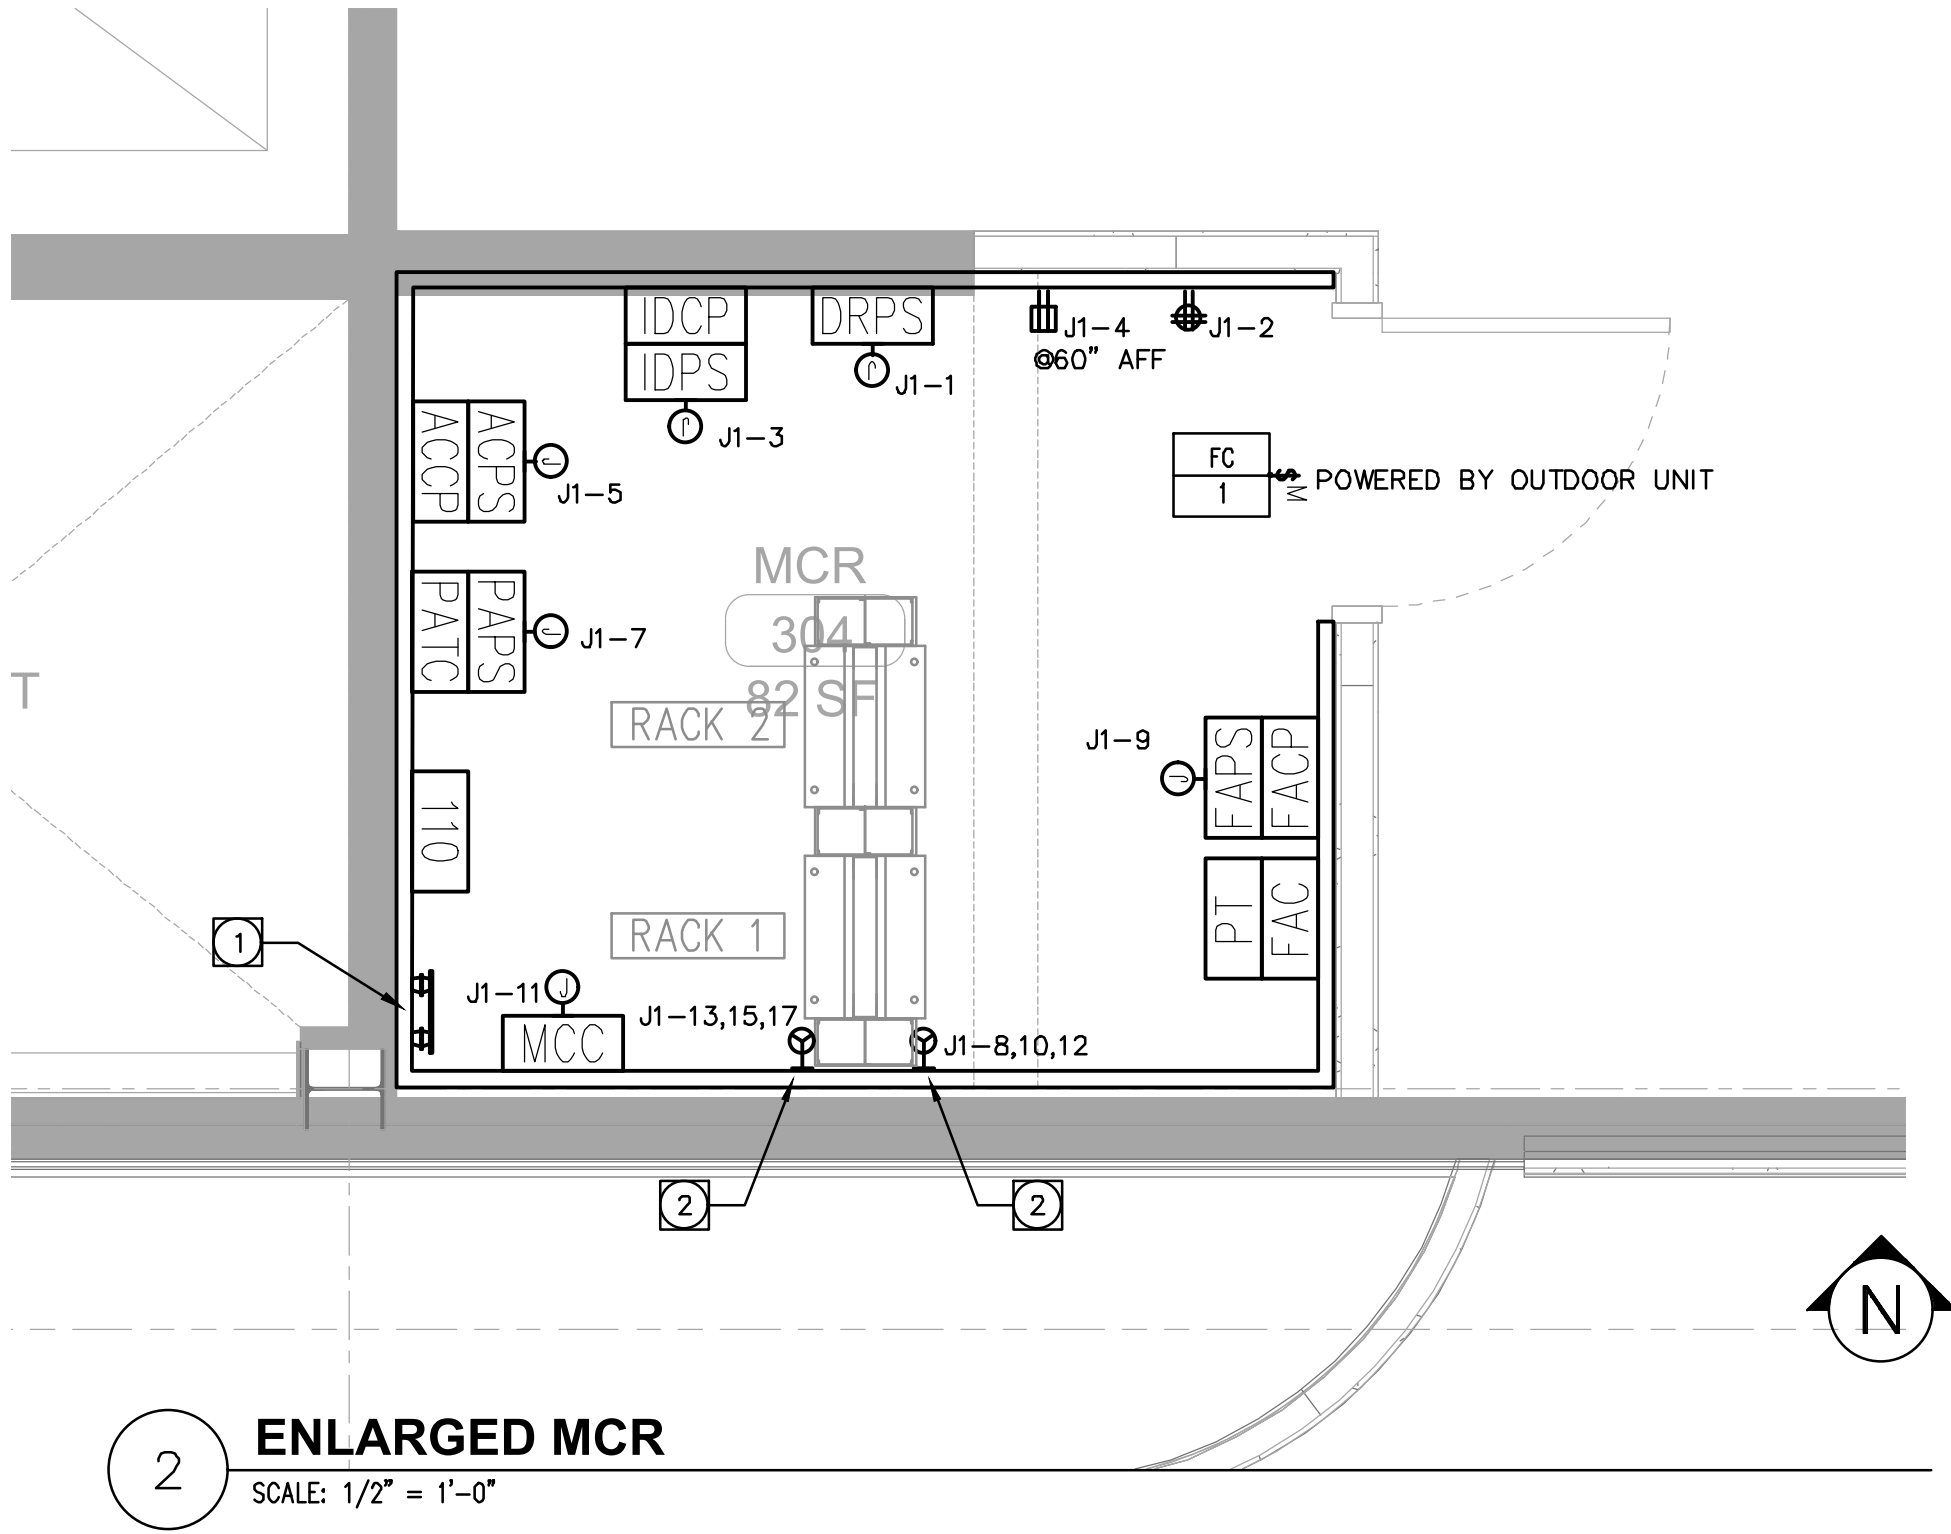 IDCP
DRPS
J1-4
J1-2
@60" AFF
IDPS
J1-1
J
J
J1-3
ACCP
ACPS
J
J1-5
FC
1
$
M
POWERED BY OUTDOOR UNIT
MCR
304
82 SF
PATC
PAPS
J
J1-7
T
RACK 2
J1-9
J
FAPS
FACP
110
RACK 1
PT
FAC
1
J1-11
J
J1-13,15,17
MCC
J1-8,10,12
2
2
N
2
ENLARGED MCR
SCALE: 1/2" = 1'-0"